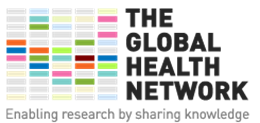 THE
GLOBAL
HEALTH
NETWORK
Enabling research by sharing knowledge